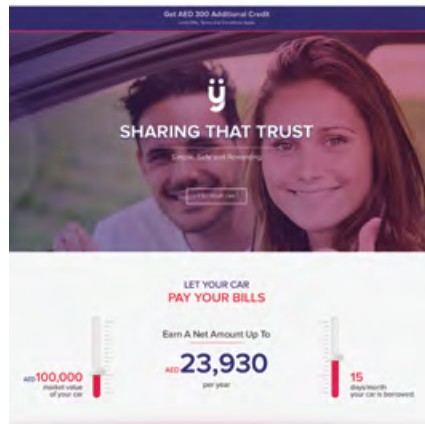 Get AED 300 Additional Credit
ÿ
SHARING THAT TRUST
Simple, Safe and Rewarding
LET YOUR CAR
PAY YOUR BILLS
Earn A Net Amount Up To
AED 23,930
per year
AED 100,000
market value
of your car
15
days/month
your car is borrowed